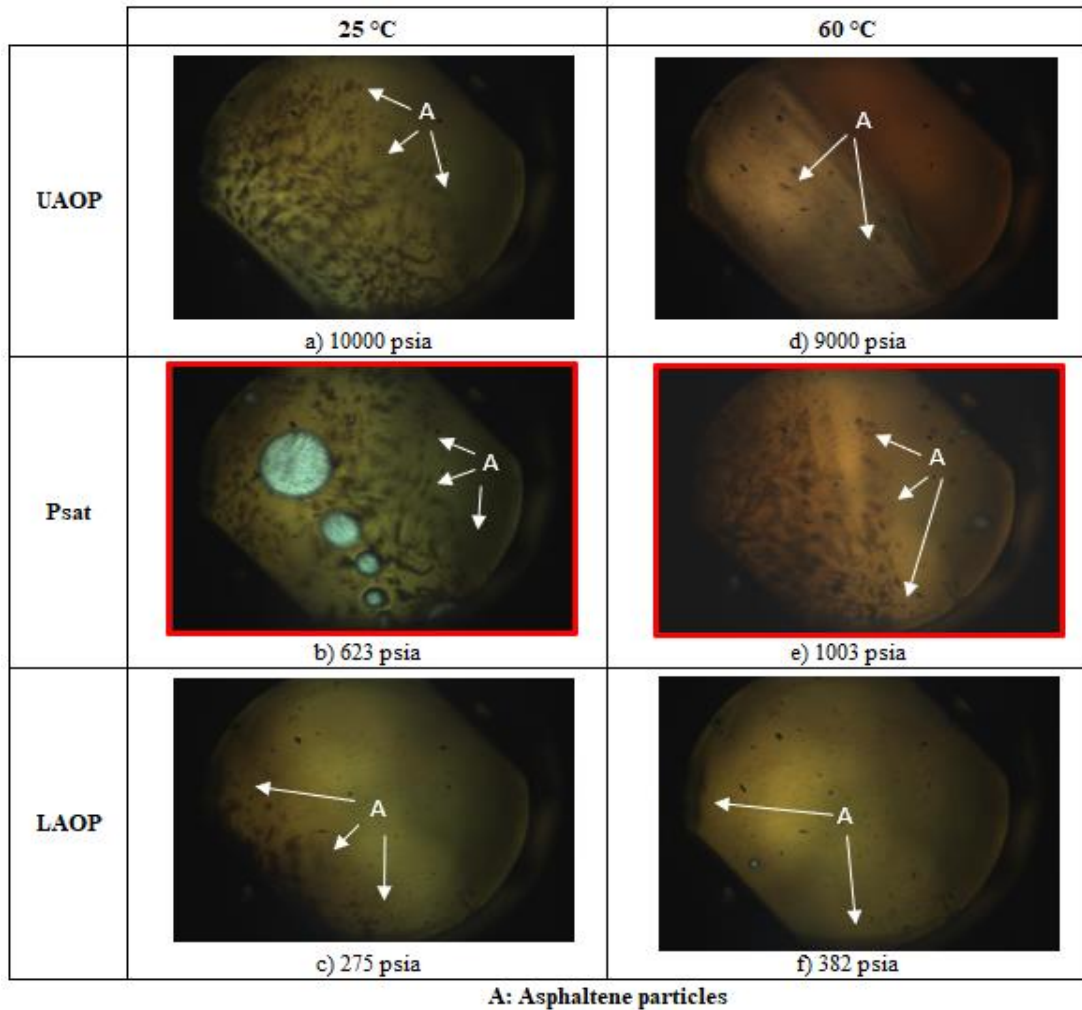 25 °C 60 °C
UAOP
A
A
a) 10000 psia d) 9000 psia
Psat
A
A
b) 623 psia e) 1003 psia
LAOP
A
A
c) 275 psia f) 382 psia
A: Asphaltene particles